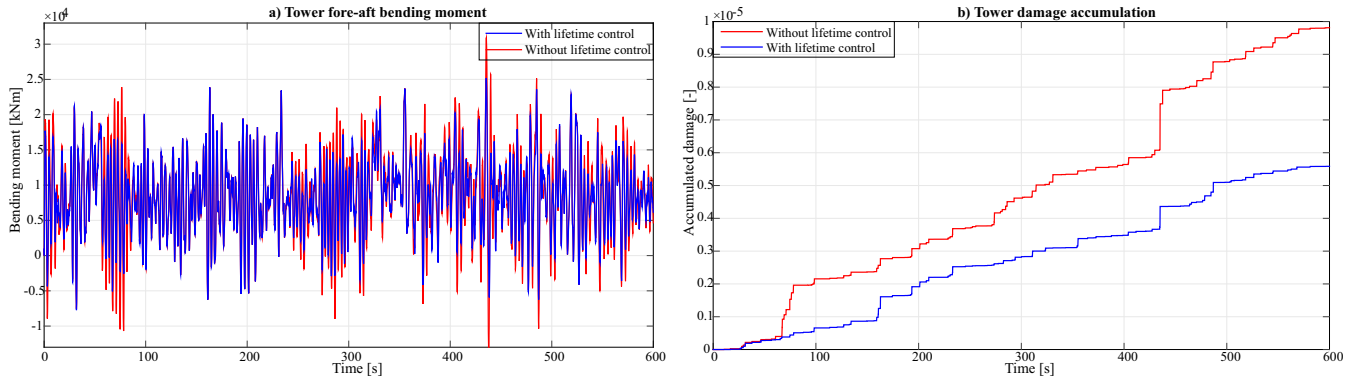 a) Tower fore-aft bending moment
×10⁴
With lifetime control
Without lifetime control
3
2.5
2
1.5
1
0.5
0
-0.5
-1
Bending moment [kNm]
0 100 200 300 400 500 600
Time [s]
b) Tower damage accumulation
×10⁻⁵
Without lifetime control
With lifetime control
1
0.9
0.8
0.7
0.6
0.5
0.4
0.3
0.2
0.1
0
Accumulated damage [-]
0 100 200 300 400 500 600
Time [s]